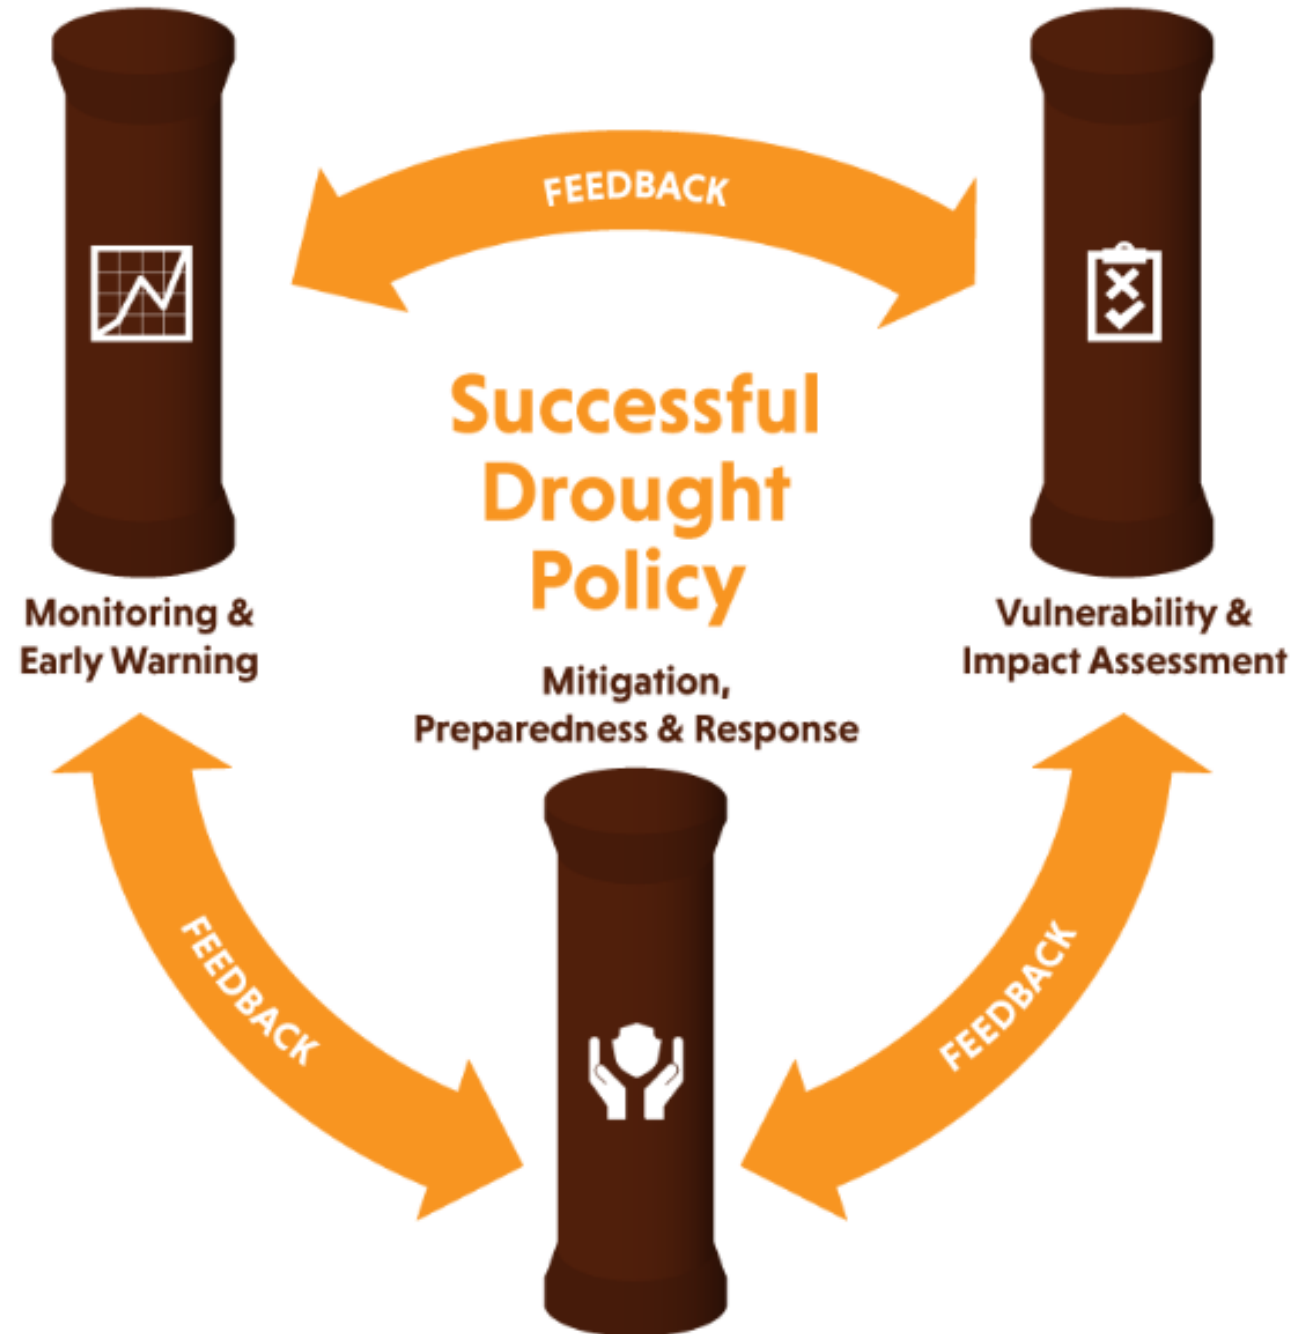 FEEDBACK
Successful
Drought
Policy
Monitoring &
Early Warning
Vulnerability &
Impact Assessment
Mitigation,
Preparedness & Response
FEEDBACK
FEEDBACK